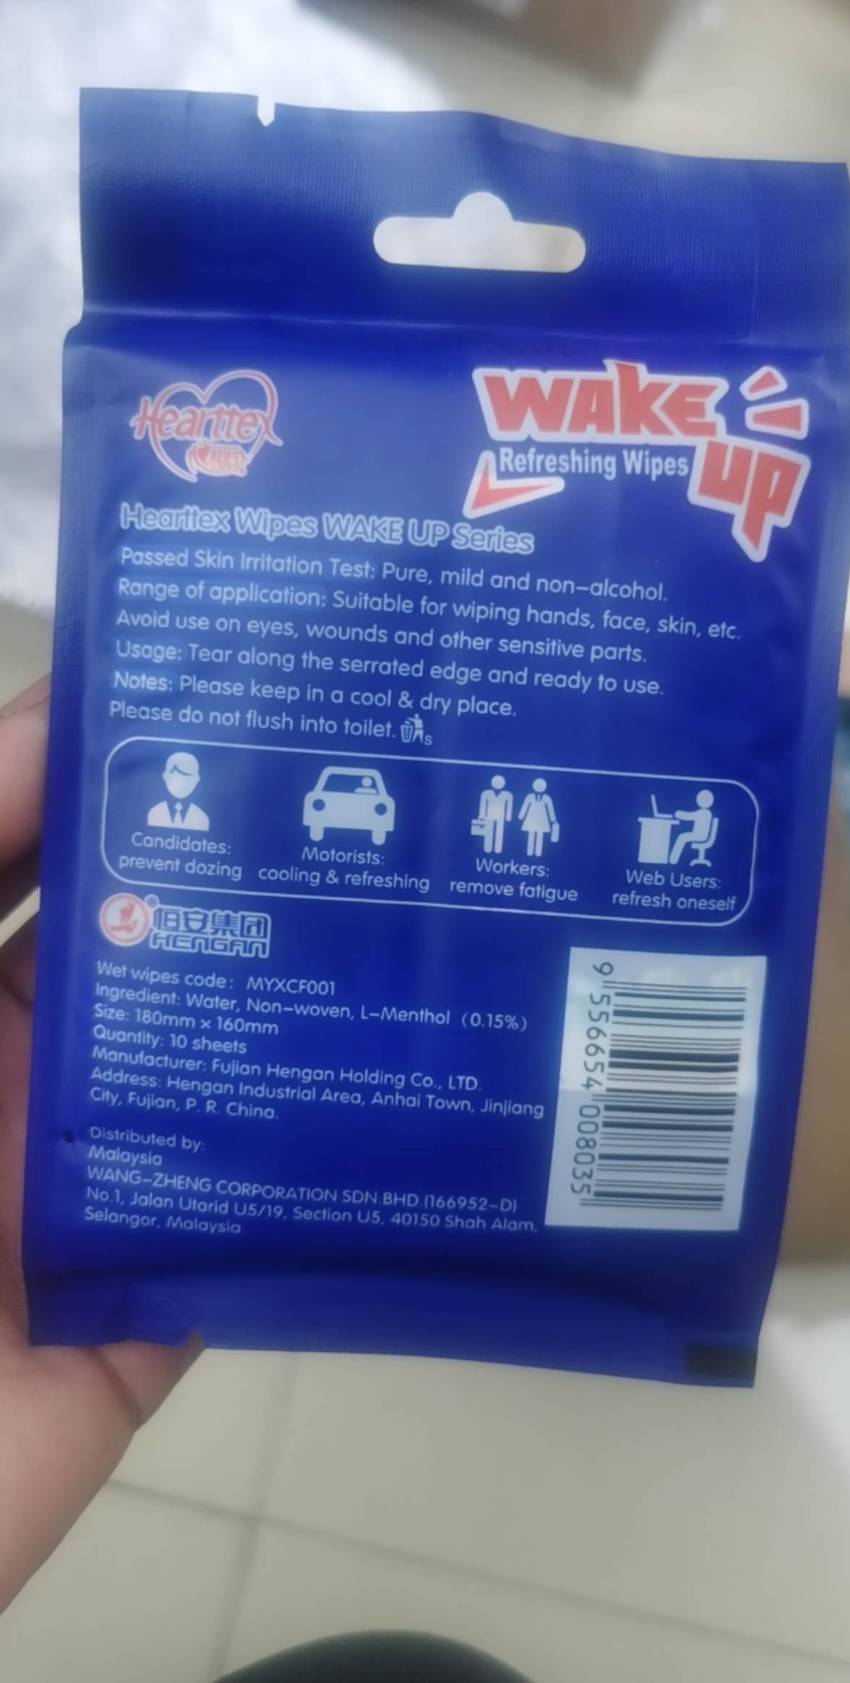 Hearttex
WAKE UP
Refreshing Wipes
Hearttex Wipes WAKE UP Series
Passed Skin Irritation Test: Pure, mild and non-alcohol.
Range of application: Suitable for wiping hands, face, skin, etc.
Avoid use on eyes, wounds and other sensitive parts.
Usage: Tear along the serrated edge and ready to use.
Notes: Please keep in a cool & dry place.
Please do not flush into toilet.
Candidates:
prevent dozing
Motorists:
cooling & refreshing
Workers:
remove fatigue
Web Users:
refresh oneself
恒安集团
HENGAN
Wet wipes code: MYXCF001
Ingredient: Water, Non-woven, L-Menthol (0.15%)
Size: 180mm x 160mm
Quantity: 10 sheets
Manufacturer: Fujian Hengan Holding Co., LTD.
Address: Hengan Industrial Area, Anhai Town, Jinjiang
City, Fujian, P. R. China.
Distributed by:
Malaysia
WANG-ZHENG CORPORATION SDN.BHD.(166952-D)
No.1, Jalan Utarid U5/19, Section U5, 40150 Shah Alam,
Selangor, Malaysia.
9 556654 008035